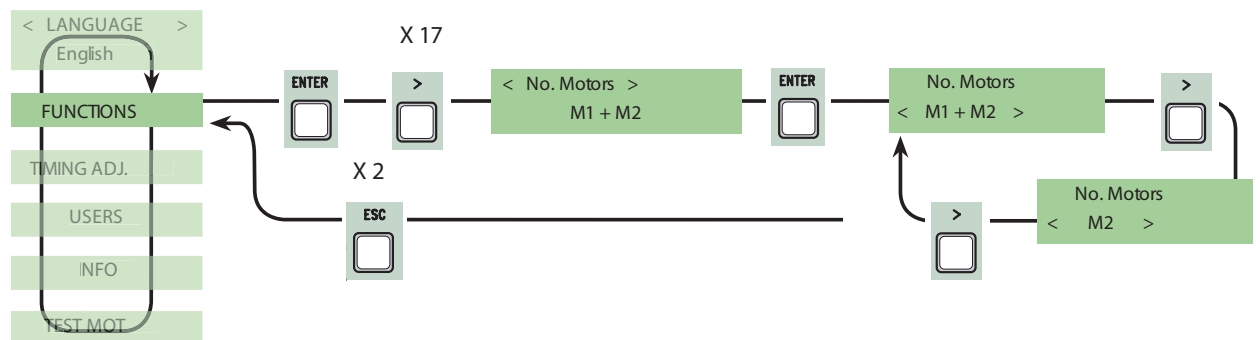 < LANGUAGE >
English
FUNCTIONS
TIMING ADJ.
USERS
INFO
TEST MOT
ENTER
X 17
>
< No. Motors >
M1 + M2
ENTER
No. Motors
< M1 + M2 >
>
No. Motors
< M2 >
>
X 2
ESC